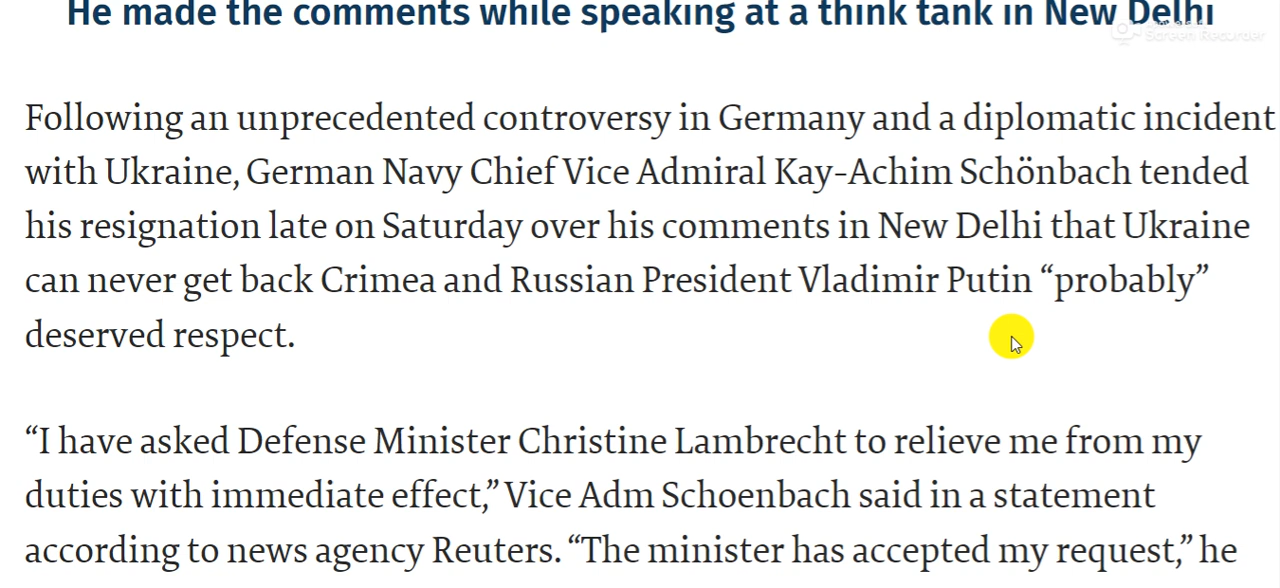 He made the comments while speaking at a think tank in New Delhi
Screen Recorder
Following an unprecedented controversy in Germany and a diplomatic incident
with Ukraine, German Navy Chief Vice Admiral Kay-Achim Schönbach tended
his resignation late on Saturday over his comments in New Delhi that Ukraine
can never get back Crimea and Russian President Vladimir Putin “probably”
deserved respect.
“I have asked Defense Minister Christine Lambrecht to relieve me from my
duties with immediate effect,” Vice Adm Schoenbach said in a statement
according to news agency Reuters. “The minister has accepted my request,” he